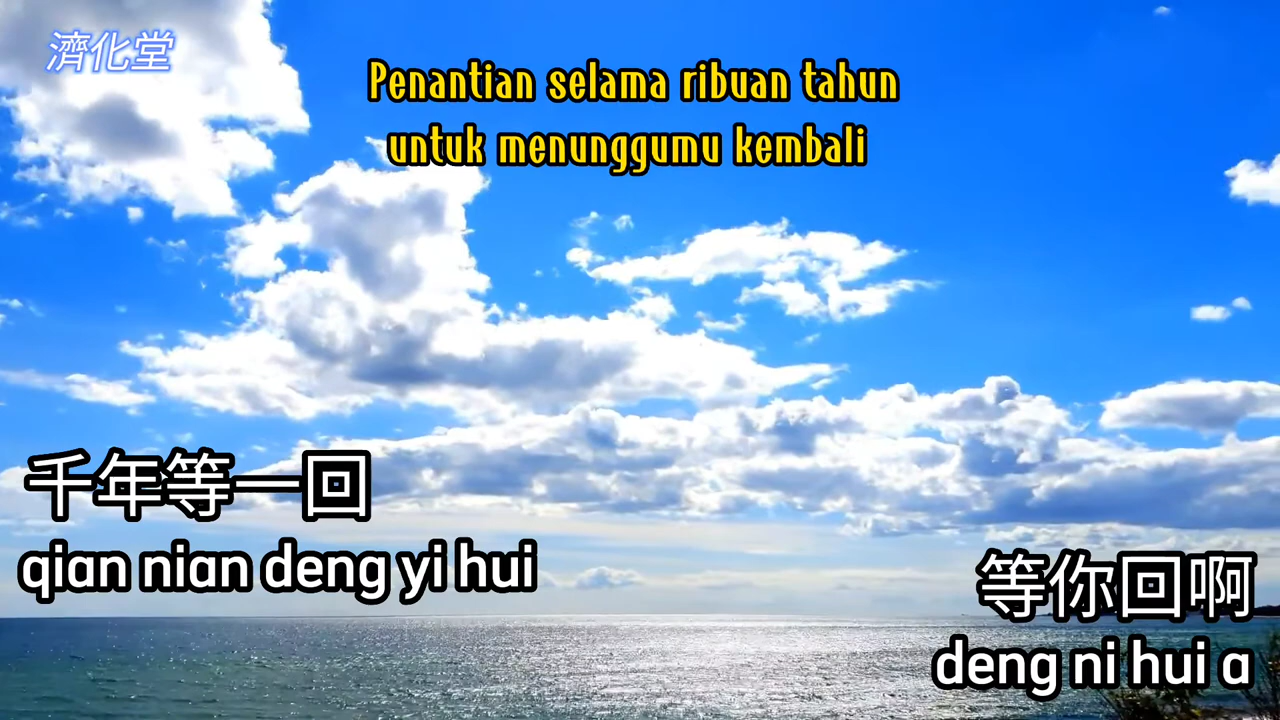 濟化堂
Penantian selama ribuan tahun
untuk menunggumu kembali
千年等一回
qian nian deng yi hui
等你回啊
deng ni hui a